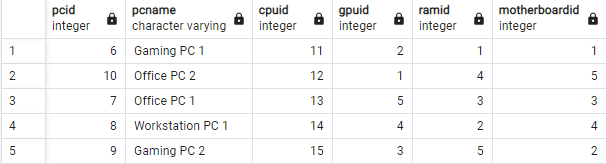 pcid pcname cpuid gpuid ramid motherboardid
integer character varying integer integer integer integer
1 6 Gaming PC 1 11 2 1 1
2 10 Office PC 2 12 1 4 5
3 7 Office PC 1 13 5 3 3
4 8 Workstation PC 1 14 4 2 4
5 9 Gaming PC 2 15 3 5 2